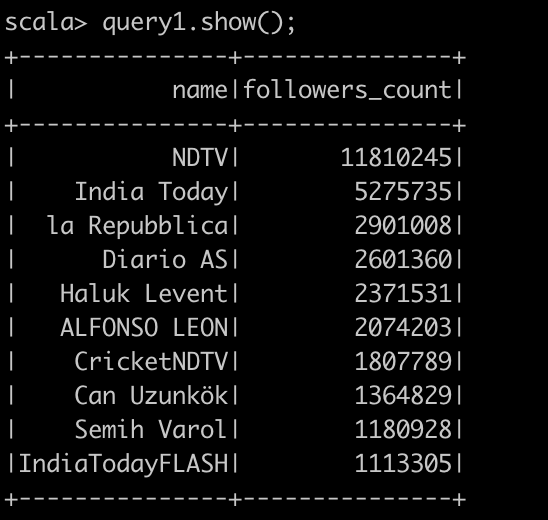 scala> query1.show();
+---------------+---------------+
|           name|followers_count|
+---------------+---------------+
|           NDTV|       11810245|
|    India Today|        5275735|
|  la Repubblica|        2901008|
|      Diario AS|        2601360|
|   Haluk Levent|        2371531|
|   ALFONSO LEON|        2074203|
|    CricketNDTV|        1807789|
|    Can Uzunkök|        1364829|
|    Semih Varol|        1180928|
|IndiaTodayFLASH|        1113305|
+---------------+---------------+